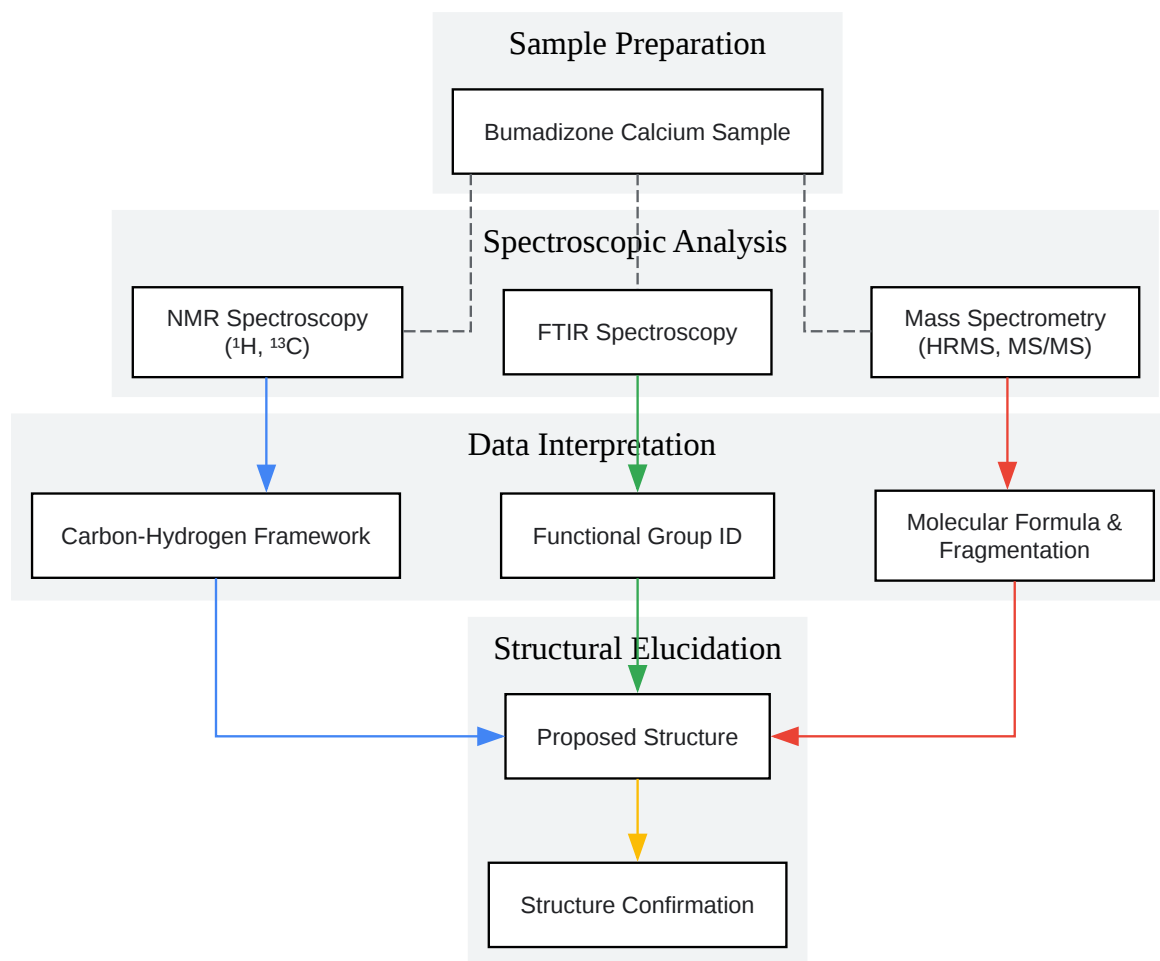 Sample Preparation
Bumadizone Calcium Sample
Spectroscopic Analysis
NMR Spectroscopy
(¹H, ¹³C)
FTIR Spectroscopy
Mass Spectrometry
(HRMS, MS/MS)
Data Interpretation
Carbon-Hydrogen Framework
Functional Group ID
Molecular Formula &
Fragmentation
Structural Elucidation
Proposed Structure
Structure Confirmation